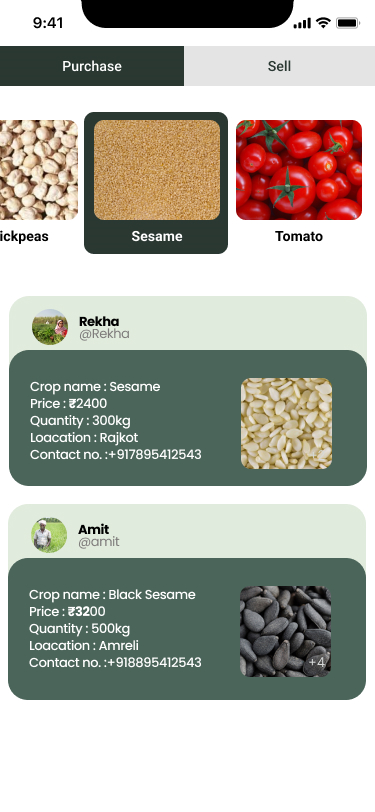 9:41
Purchase
Sell
ickpeas
Sesame
Tomato
Rekha
@Rekha
Crop name : Sesame
Price : ₹2400
Quantity : 300kg
Loacation : Rajkot
Contact no. :+917895412543
Amit
@amit
Crop name : Black Sesame
Price : ₹3200
Quantity : 500kg
Loacation : Amreli
Contact no. :+918895412543
+4